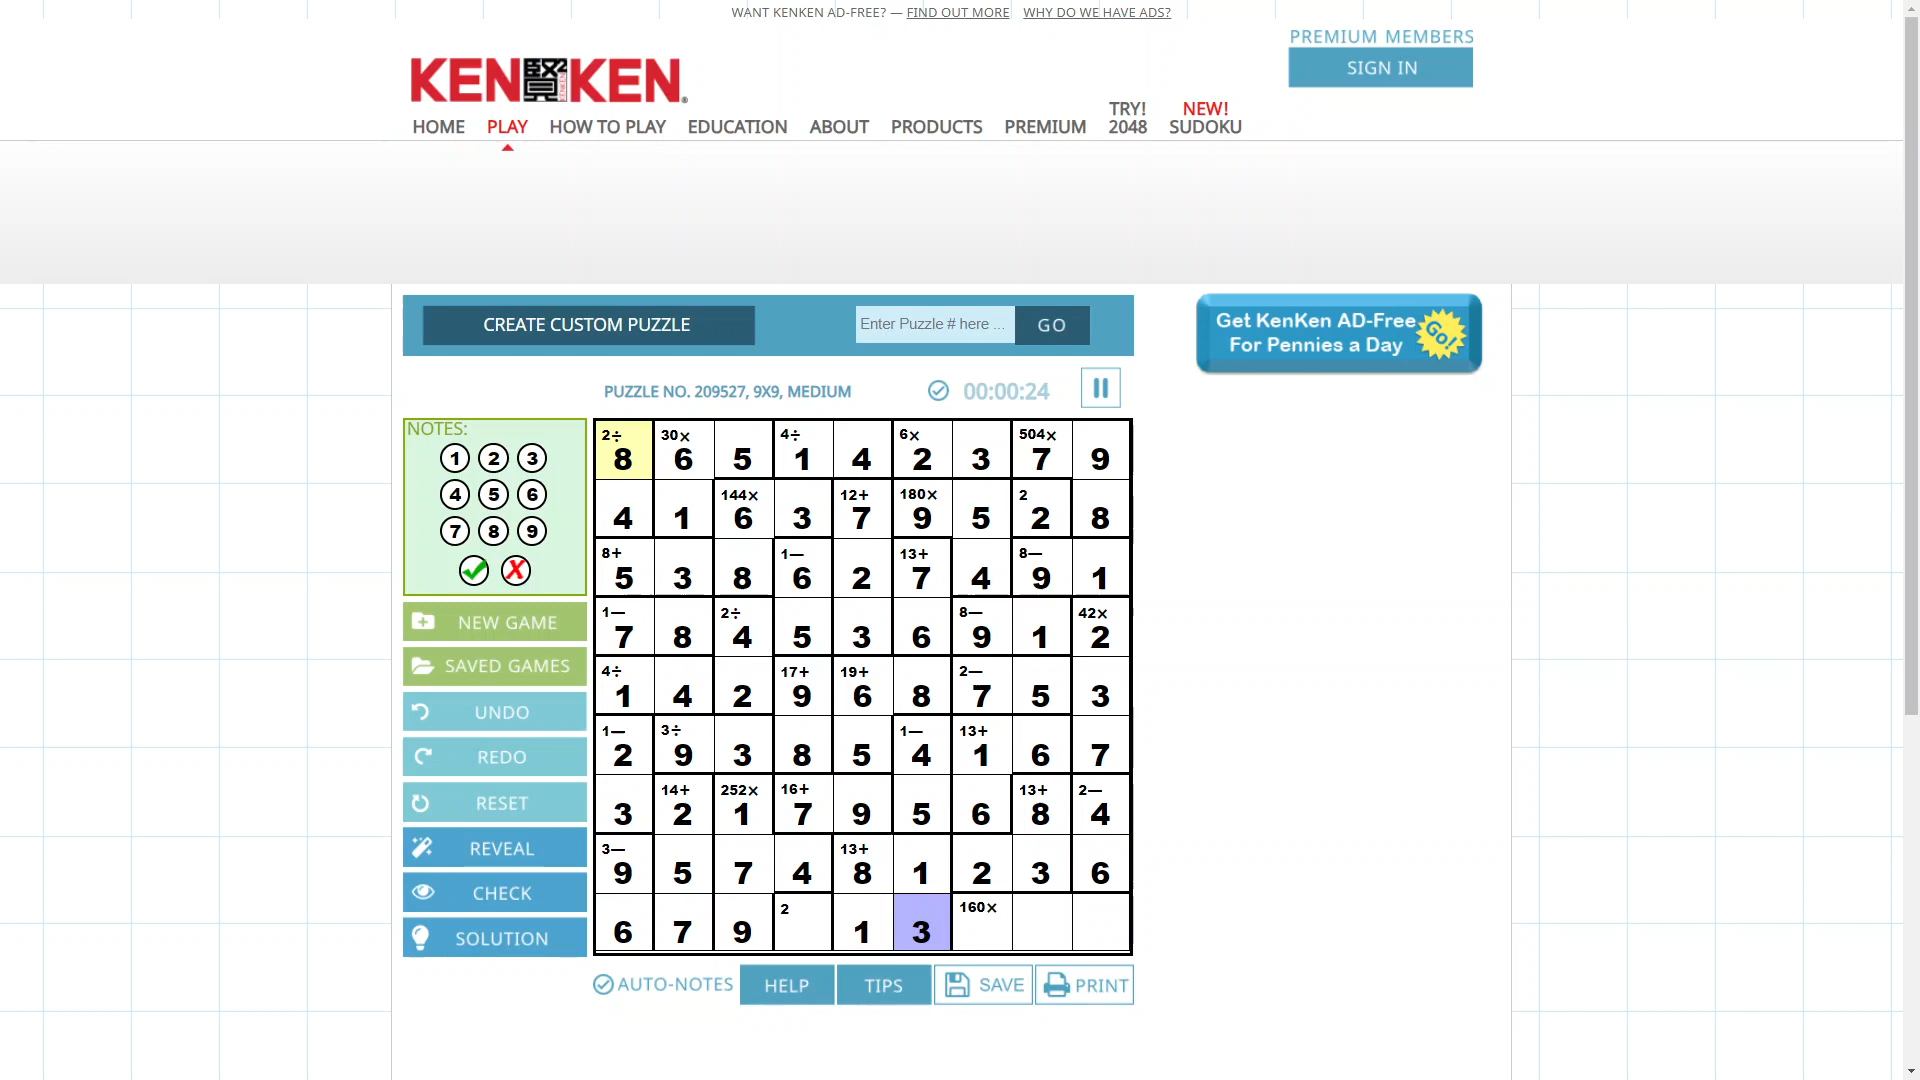 WANT KENKEN AD-FREE? — FIND OUT MORE WHY DO WE HAVE ADS?
PREMIUM MEMBERS
SIGN IN
KEN賢KEN®
HOME PLAY HOW TO PLAY EDUCATION ABOUT PRODUCTS PREMIUM TRY! 2048 NEW! SUDOKU
CREATE CUSTOM PUZZLE
Enter Puzzle # here ...
GO
Get KenKen AD-Free
For Pennies a Day
Go!
PUZZLE NO. 209527, 9X9, MEDIUM
00:00:24
NOTES:
1 2 3
4 5 6
7 8 9
NEW GAME
SAVED GAMES
UNDO
REDO
RESET
REVEAL
CHECK
SOLUTION
2÷ 30× 4÷ 6× 504×
8 6 5 1 4 2 3 7 9
144× 12+ 180× 2
4 1 6 3 7 9 5 2 8
8+ 1— 13+ 8—
5 3 8 6 2 7 4 9 1
1— 2÷ 8— 42×
7 8 4 5 3 6 9 1 2
4÷ 17+ 19+ 2—
1 4 2 9 6 8 7 5 3
1— 3÷ 1— 13+
2 9 3 8 5 4 1 6 7
14+ 252× 16+ 13+ 2—
3 2 1 7 9 5 6 8 4
3— 13+
9 5 7 4 8 1 2 3 6
2 160×
6 7 9 1 3
AUTO-NOTES
HELP
TIPS
SAVE
PRINT